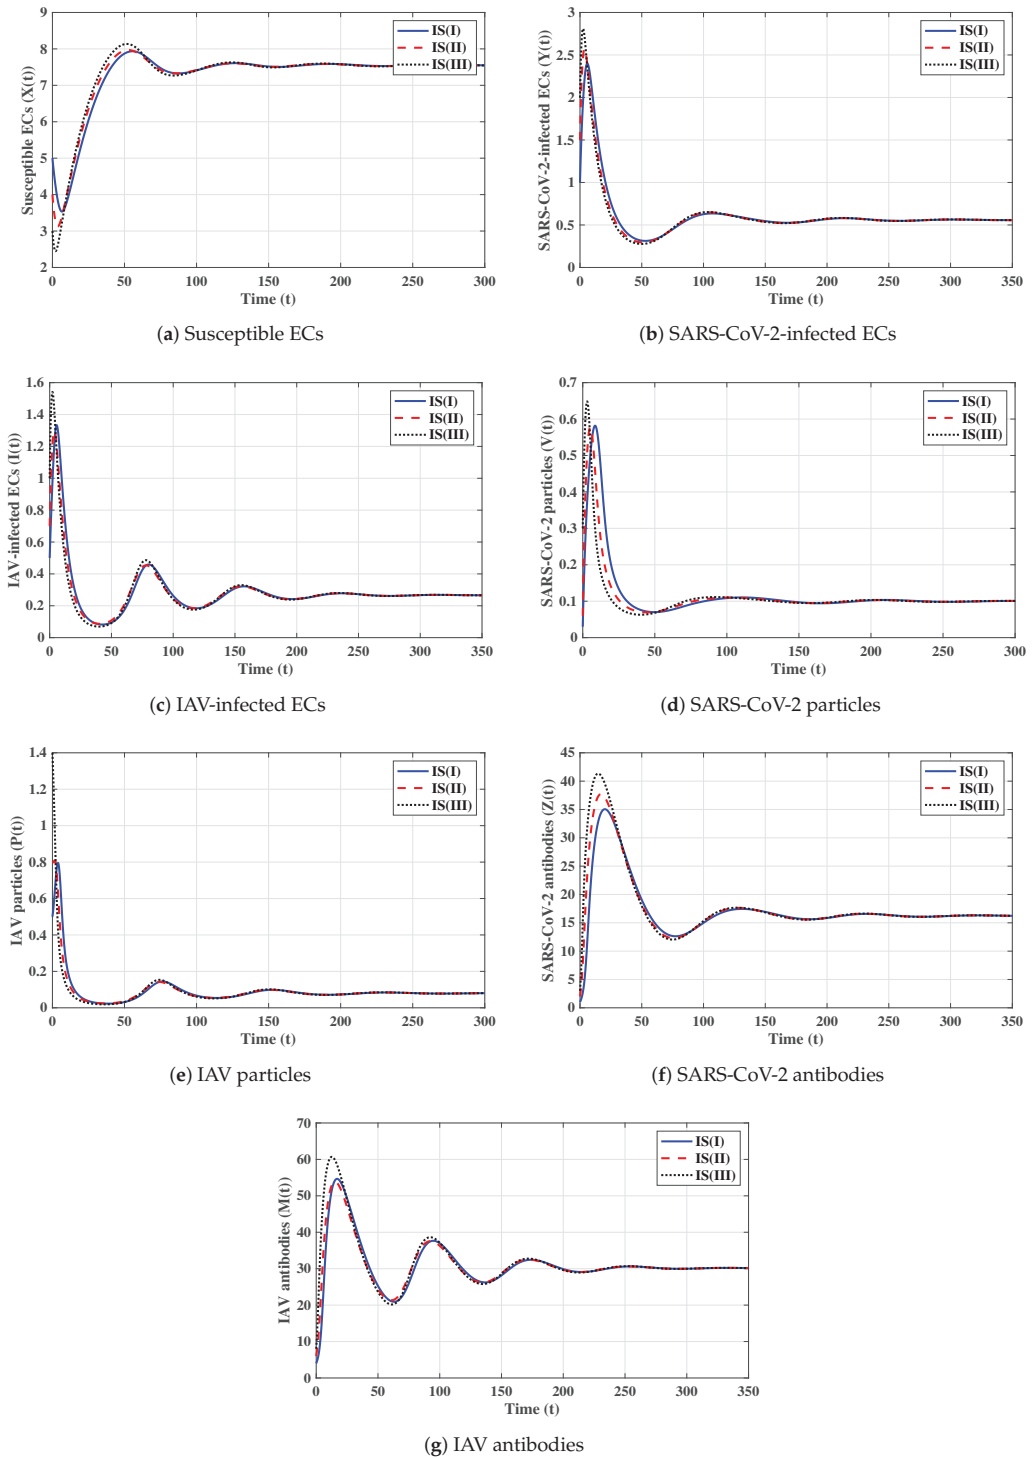 9
8
7
6
5
4
3
2
Susceptible ECs (X(t))
IS(I)
IS(II)
IS(III)
0 50 100 150 200 250 300
Time (t)
(a) Susceptible ECs
3
2.5
2
1.5
1
0.5
0
SARS-CoV-2-infected ECs (Y(t))
IS(I)
IS(II)
IS(III)
0 50 100 150 200 250 300 350
Time (t)
(b) SARS-CoV-2-infected ECs
1.6
1.4
1.2
1
0.8
0.6
0.4
0.2
0
IAV-infected ECs (I(t))
IS(I)
IS(II)
IS(III)
0 50 100 150 200 250 300 350
Time (t)
(c) IAV-infected ECs
0.7
0.6
0.5
0.4
0.3
0.2
0.1
0
SARS-CoV-2 particles (V(t))
IS(I)
IS(II)
IS(III)
0 50 100 150 200 250 300
Time (t)
(d) SARS-CoV-2 particles
1.4
1.2
1
0.8
0.6
0.4
0.2
0
IAV particles (P(t))
IS(I)
IS(II)
IS(III)
0 50 100 150 200 250 300
Time (t)
(e) IAV particles
45
40
35
30
25
20
15
10
5
0
SARS-CoV-2 antibodies (Z(t))
IS(I)
IS(II)
IS(III)
0 50 100 150 200 250 300 350
Time (t)
(f) SARS-CoV-2 antibodies
70
60
50
40
30
20
10
0
IAV antibodies (M(t))
IS(I)
IS(II)
IS(III)
0 50 100 150 200 250 300 350
Time (t)
(g) IAV antibodies